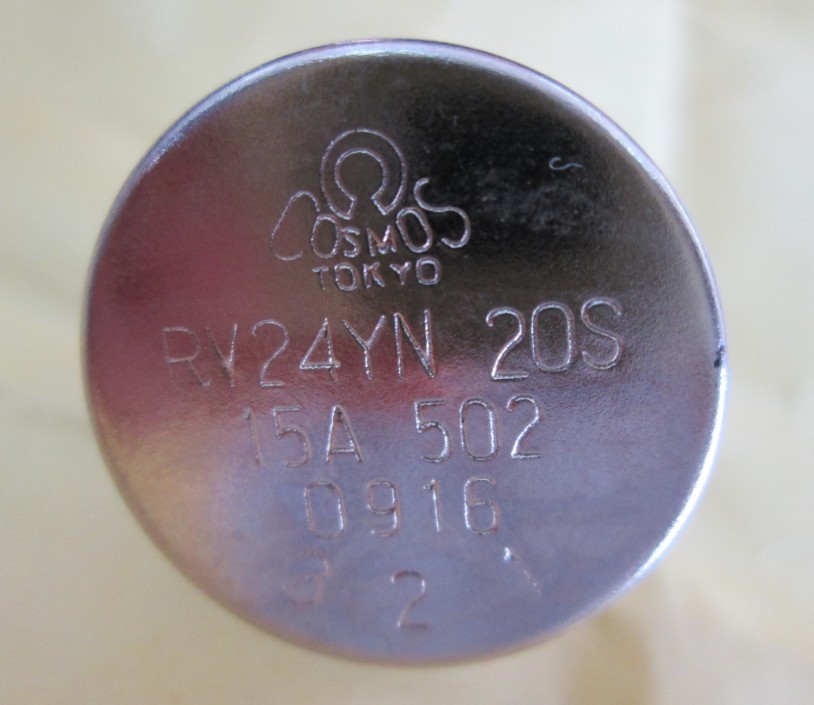 COSMOS
TOKYO
RV24YN 20S
15A 502
0916
2